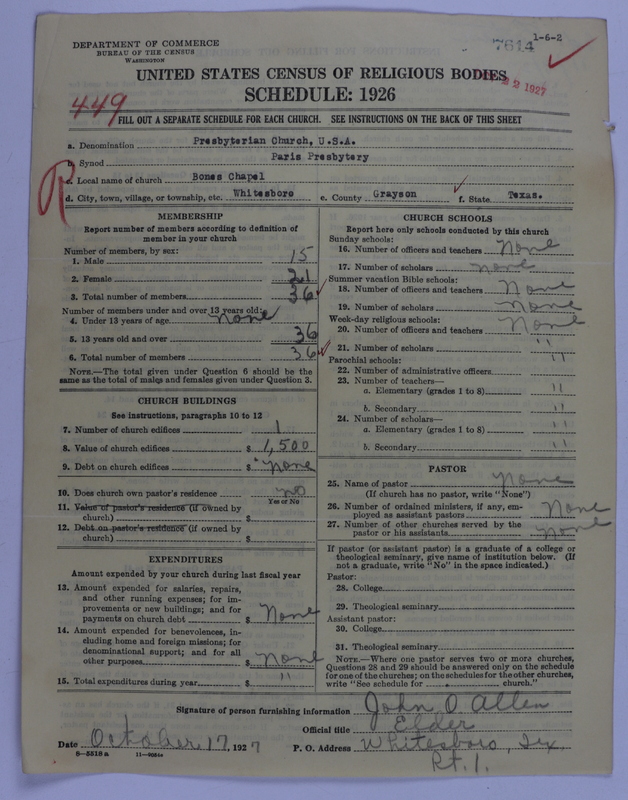 DEPARTMENT OF COMMERCE
BUREAU OF THE CENSUS
WASHINGTON
7614
1-6-2
UNITED STATES CENSUS OF RELIGIOUS BODIES
SCHEDULE: 1926
2 1927
449
FILL OUT A SEPARATE SCHEDULE FOR EACH CHURCH. SEE INSTRUCTIONS ON THE BACK OF THIS SHEET
a. Denomination Presbyterian Church, U.S.A.
b. Synod Paris Presbytery
c. Local name of church Bones Chapel
R
d. City, town, village, or township, etc. Whitesboro e. County Grayson f. State Texas.
MEMBERSHIP
Report number of members according to definition of
member in your church
Number of members, by sex:
1. Male 15
2. Female 21
3. Total number of members 36
Number of members under and over 13 years old:
4. Under 13 years of age None
5. 13 years old and over 36
6. Total number of members 36
NOTE.—The total given under Question 6 should be the
same as the total of males and females given under Question 3.
CHURCH BUILDINGS
See instructions, paragraphs 10 to 12
7. Number of church edifices 1
8. Value of church edifices $ 1,500
9. Debt on church edifices $ None
10. Does church own pastor's residence no
Yes or No
11. Value of pastor's residence (if owned by
church) $
12. Debt on pastor's residence (if owned by
church) $
EXPENDITURES
Amount expended by your church during last fiscal year
13. Amount expended for salaries, repairs,
and other running expenses; for im-
provements or new buildings; and for
payments on church debt $ None
14. Amount expended for benevolences, in-
cluding home and foreign missions; for
denominational support; and for all
other purposes $ None
15. Total expenditures during year $ "
CHURCH SCHOOLS
Report here only schools conducted by this church
Sunday schools:
16. Number of officers and teachers None
17. Number of scholars None
Summer vacation Bible schools:
18. Number of officers and teachers None
19. Number of scholars None
Week-day religious schools:
20. Number of officers and teachers None
21. Number of scholars "
Parochial schools:
22. Number of administrative officers "
23. Number of teachers—
a. Elementary (grades 1 to 8) "
b. Secondary "
24. Number of scholars—
a. Elementary (grades 1 to 8) "
b. Secondary "
PASTOR
25. Name of pastor None
(If church has no pastor, write "None")
26. Number of ordained ministers, if any, em-
ployed as assistant pastors None
27. Number of other churches served by the
pastor or his assistants None
If pastor (or assistant pastor) is a graduate of a college or
theological seminary, give name of institution below. (If
not a graduate, write "No" in the space indicated.)
Pastor:
28. College
29. Theological seminary
Assistant pastor:
30. College
31. Theological seminary
NOTE.—Where one pastor serves two or more churches,
Questions 28 and 29 should be answered only on the schedule
for one of the churches; on the schedules for the other churches,
write "See schedule for church."
Signature of person furnishing information John O Allen
Official title Elder
Date October 17, 1927 P. O. Address Whitesboro, Tex.
Rt. 1.
8—5518 a